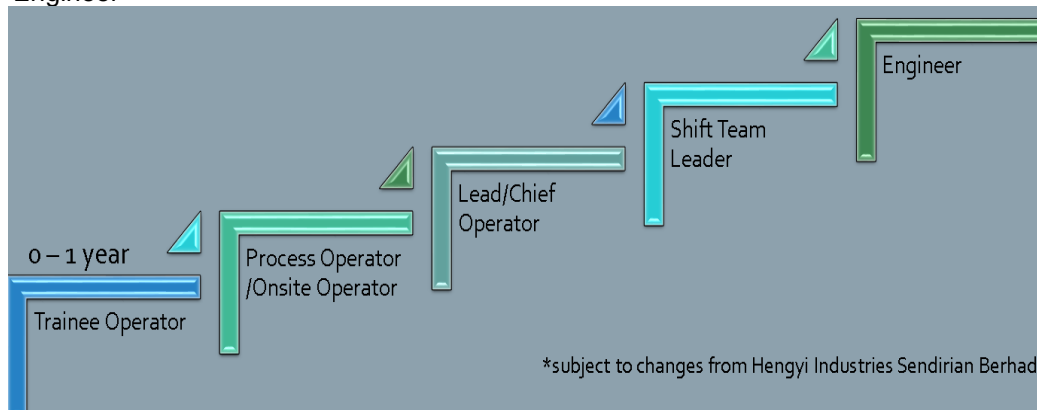 Engineer
Engineer
Shift Team
Leader
Lead/Chief
Operator
Process Operator
/Onsite Operator
0 – 1 year
Trainee Operator
*subject to changes from Hengyi Industries Sendirian Berhad